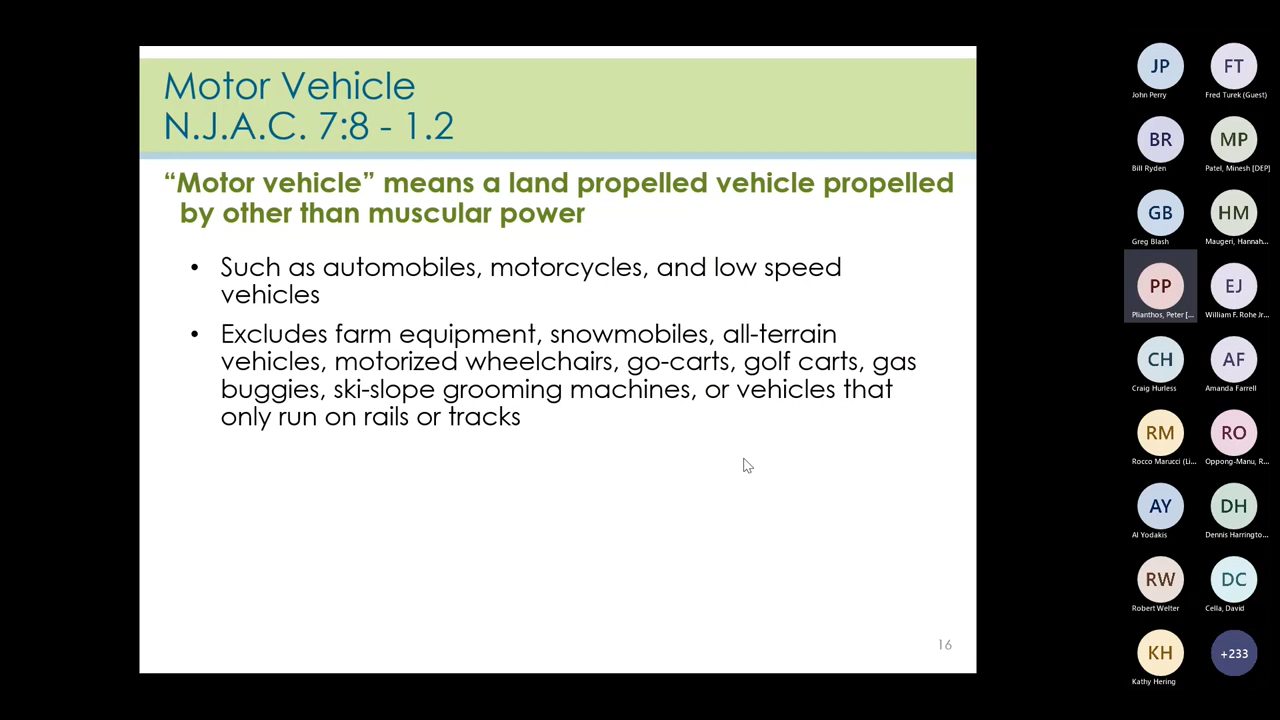 Motor Vehicle
N.J.A.C. 7:8 - 1.2
“Motor vehicle” means a land propelled vehicle propelled
by other than muscular power
• Such as automobiles, motorcycles, and low speed
vehicles
• Excludes farm equipment, snowmobiles, all-terrain
vehicles, motorized wheelchairs, go-carts, golf carts, gas
buggies, ski-slope grooming machines, or vehicles that
only run on rails or tracks
16
JP
John Perry
FT
Fred Turek (Guest)
BR
Bill Ryden
MP
Patel, Minesh [DEP]
GB
Greg Blash
HM
Maugeri, Hannah...
PP
Plianthos, Peter [...
EJ
William F. Rohe Jr...
CH
Craig Hurless
AF
Amanda Farrell
RM
Rocco Marucci (Li...
RO
Oppong-Manu, R...
AY
Al Yodakis
DH
Dennis Harringto...
RW
Robert Welter
DC
Cella, David
KH
Kathy Hering
+233